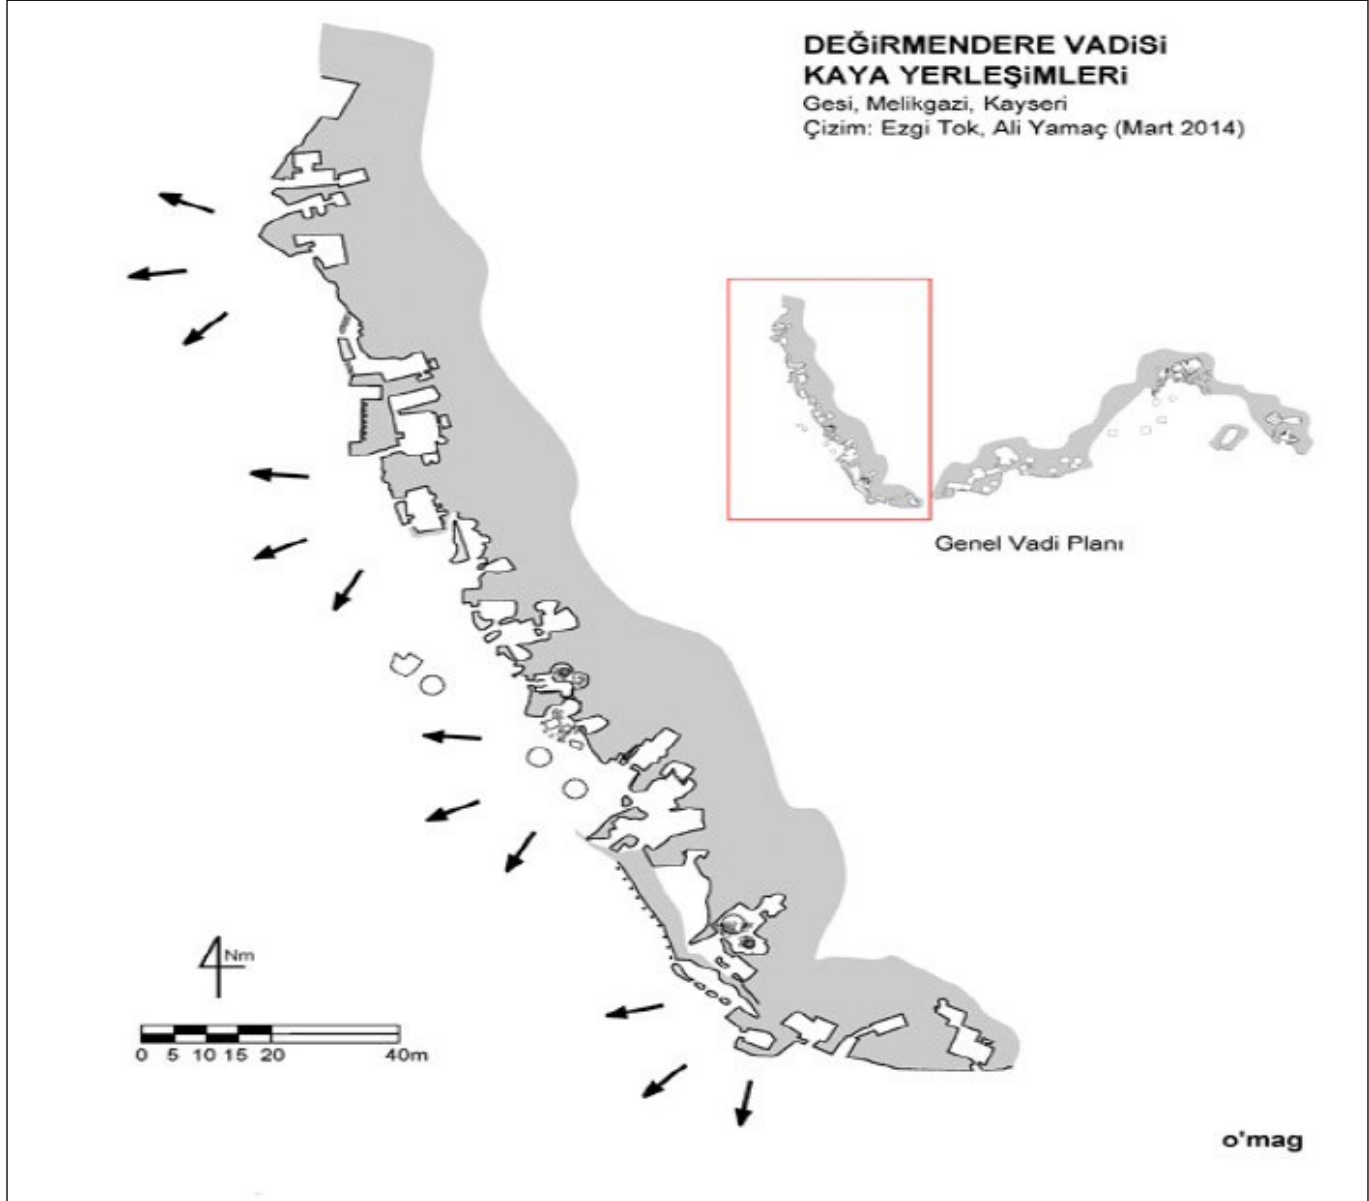 DEĞİRMENDERE VADİSİ
KAYA YERLEŞİMLERİ
Gesi, Melikgazi, Kayseri
Çizim: Ezgi Tok, Ali Yamaç (Mart 2014)
Genel Vadi Planı
Nm
0 5 10 15 20 40m
o'mag